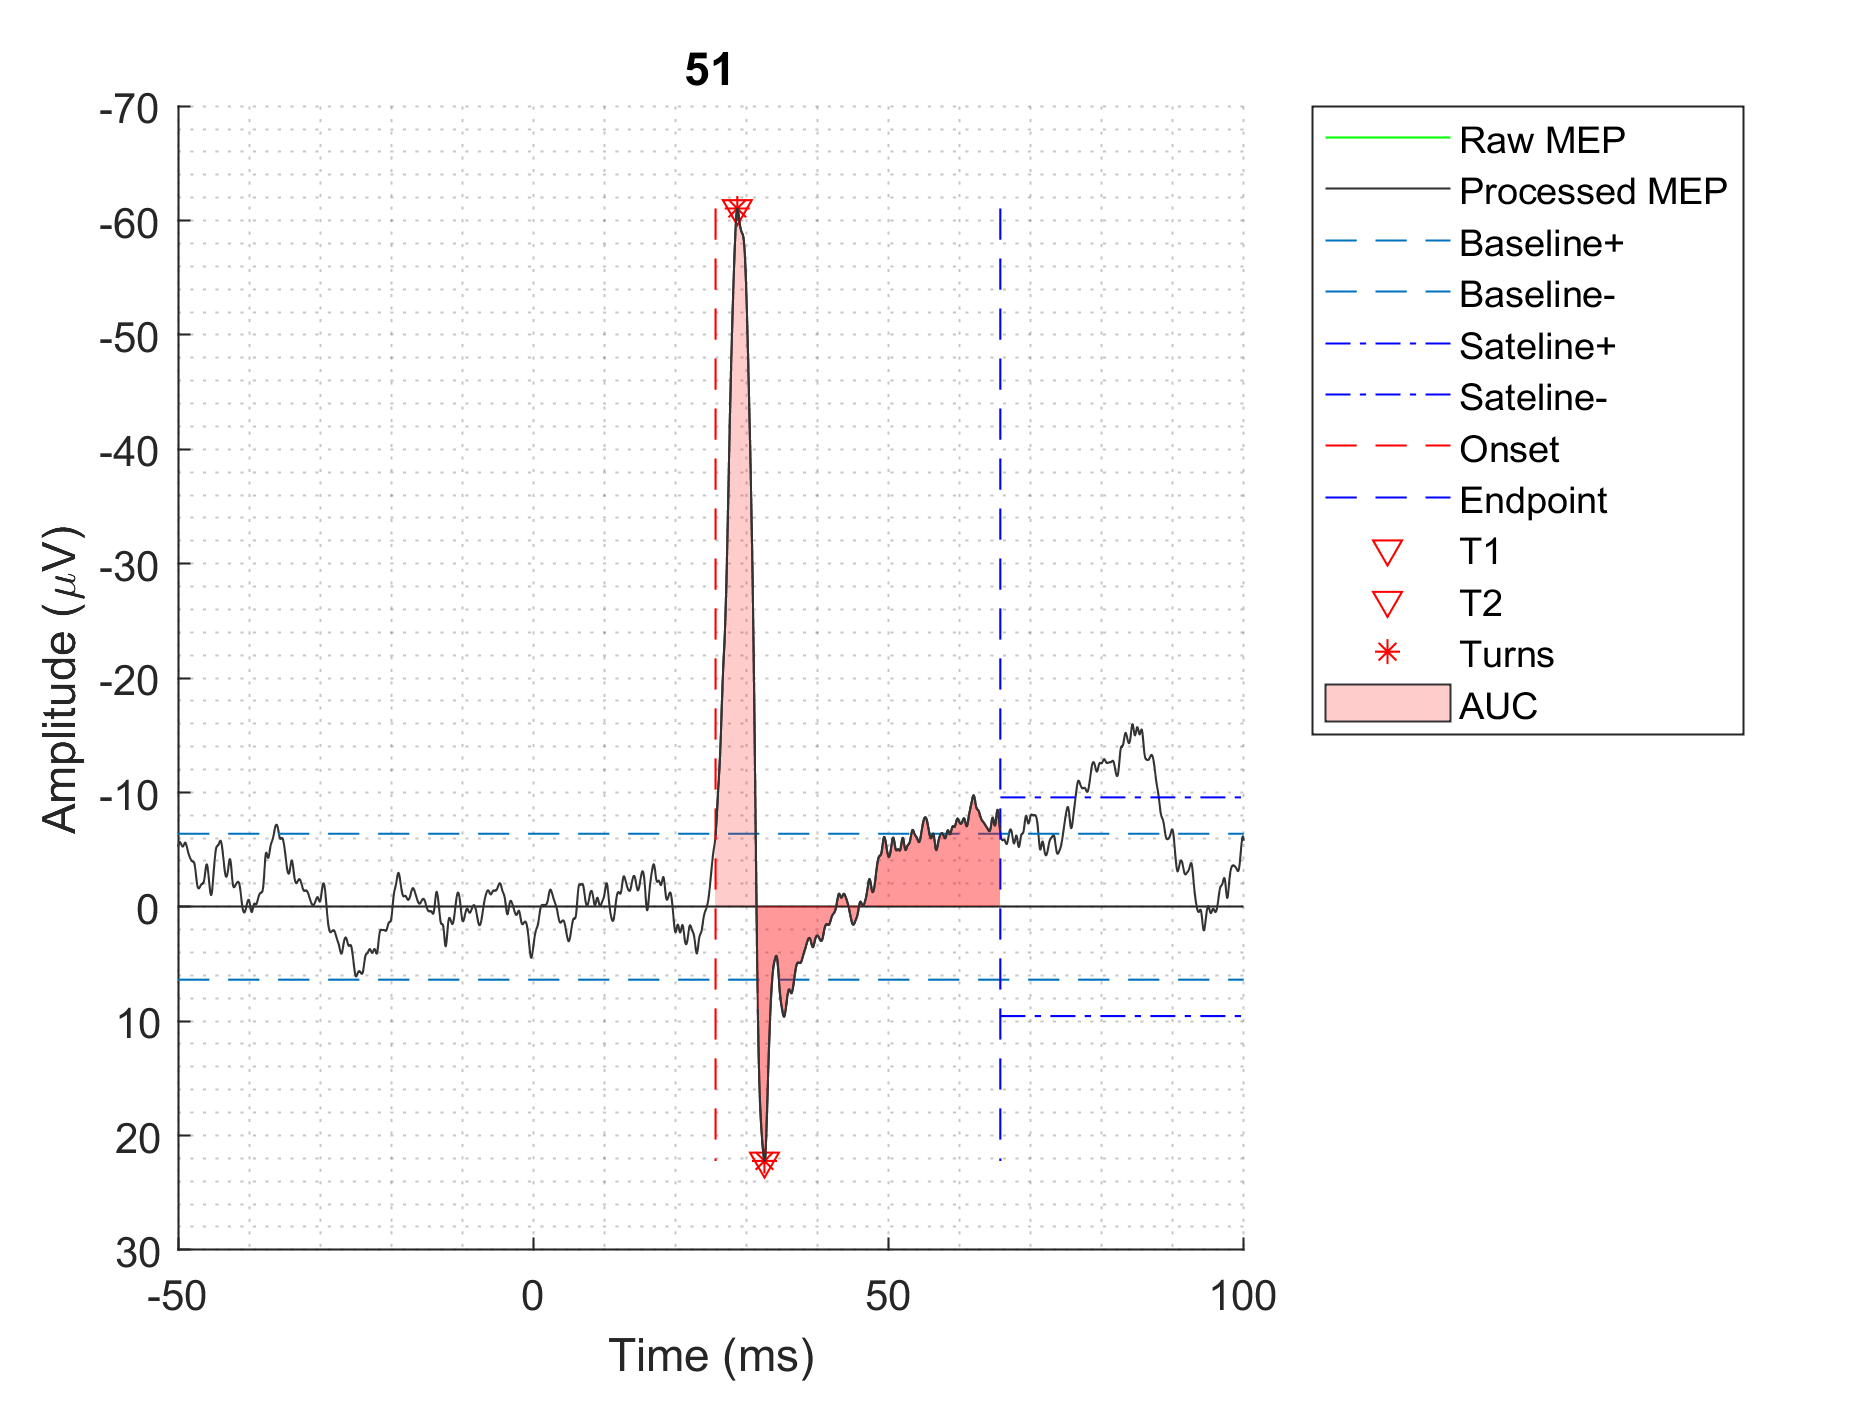 51
-70
-60
-50
-40
-30
-20
-10
0
10
20
30
Amplitude (μV)
-50
0
50
100
Time (ms)
Raw MEP
Processed MEP
Baseline+
Baseline-
Sateline+
Sateline-
Onset
Endpoint
T1
T2
Turns
AUC